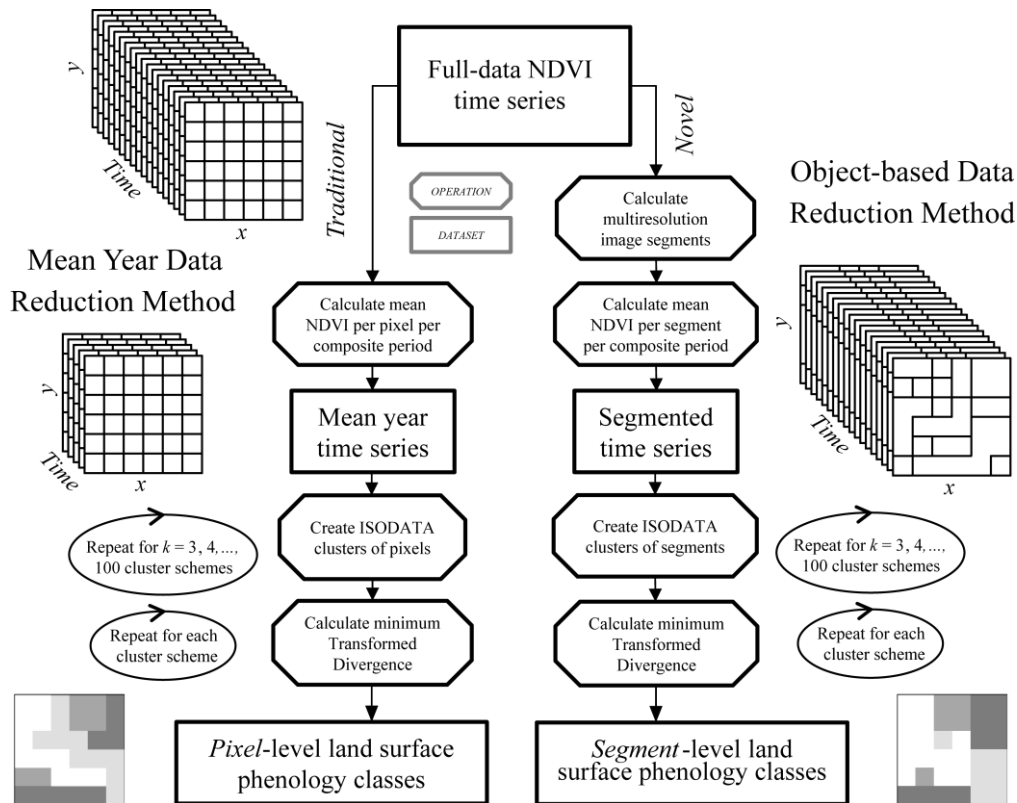 Full-data NDVI
time series
y
Time
x
Traditional
Novel
OPERATION
DATASET
Mean Year Data
Reduction Method
Object-based Data
Reduction Method
Calculate
multiresolution
image segments
Calculate mean
NDVI per pixel per
composite period
Calculate mean
NDVI per segment
per composite period
y
Time
x
Mean year
time series
Segmented
time series
y
Time
x
Repeat for k = 3, 4,...,
100 cluster schemes
Create ISODATA
clusters of pixels
Create ISODATA
clusters of segments
Repeat for k = 3, 4,...,
100 cluster schemes
Repeat for each
cluster scheme
Calculate minimum
Transformed
Divergence
Calculate minimum
Transformed
Divergence
Repeat for each
cluster scheme
Pixel-level land surface
phenology classes
Segment-level land
surface phenology classes